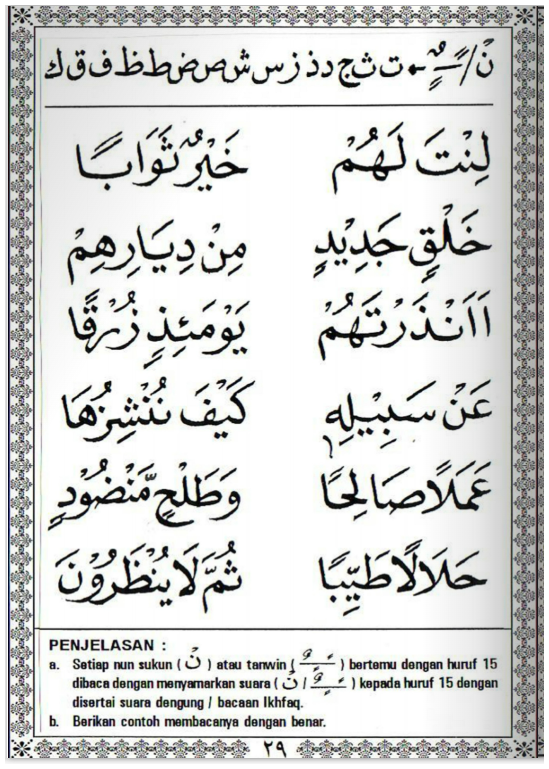 نْ / ـًـٍـٌ ← ت ث ج د ذ ز س ش ص ض ط ظ ف ق ك
لِنْتَ لَهُمْ خَيْرٌ ثَوَابًا
خَلْقٍ جَدِيْدٍ مِنْ دِيَارِهِمْ
ءَاَنْذَرْتَهُمْ يَوْمَئِذٍ زُرْقًا
عَنْ سَبِيْلِهٖ كَيْفَ نُنْشِزُهَا
عَمَلًا صَالِحًا وَطَلْحٍ مَّنْضُوْدٍ
حَلَالًا طَيِّبًا ثُمَّ لَا يُنْظَرُوْنَ
PENJELASAN :
a. Setiap nun sukun ( نْ ) atau tanwin ( ـًـٍـٌ ) bertemu dengan huruf 15
dibaca dengan menyamarkan suara ( نْ / ـًـٍـٌ ) kepada huruf 15 dengan
disertai suara dengung / bacaan Ikhfaq.
b. Berikan contoh membacanya dengan benar.
٢٩